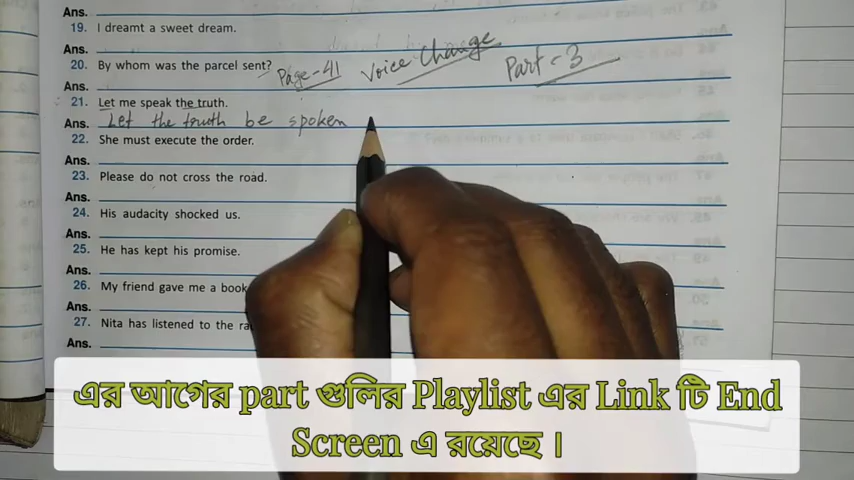 Ans.
19. I dreamt a sweet dream.
Ans.
20. By whom was the parcel sent?
Page-41 Voice Change Part-3
Ans.
21. Let me speak the truth.
Ans. Let the truth be spoken
22. She must execute the order.
Ans.
23. Please do not cross the road.
Ans.
24. His audacity shocked us.
Ans.
25. He has kept his promise.
Ans.
26. My friend gave me a book
Ans.
27. Nita has listened to the
Ans.
এর আগের part গুলির Playlist এর Link টি End
Screen এ রয়েছে।